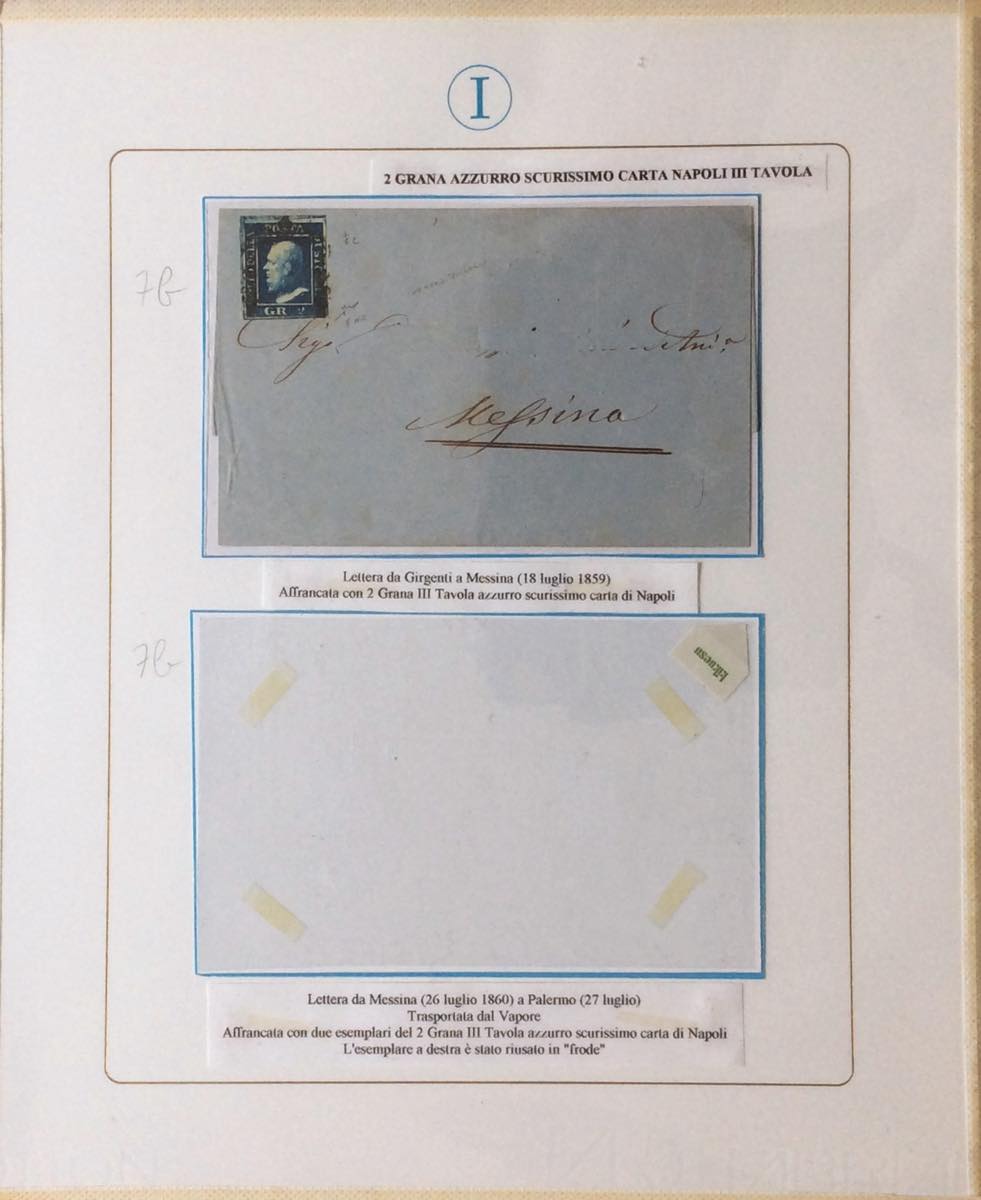 I
2 GRANA AZZURRO SCURISSIMO CARTA NAPOLI III TAVOLA
POSTA
GR 2
7b
Messina
Lettera da Girgenti a Messina (18 luglio 1859)
Affrancata con 2 Grana III Tavola azzurro scurissimo carta di Napoli
7b
Lettera da Messina (26 luglio 1860) a Palermo (27 luglio)
Trasportata dal Vapore
Affrancata con due esemplari del 2 Grana III Tavola azzurro scurissimo carta di Napoli
L'esemplare a destra è stato riusato in "frode"